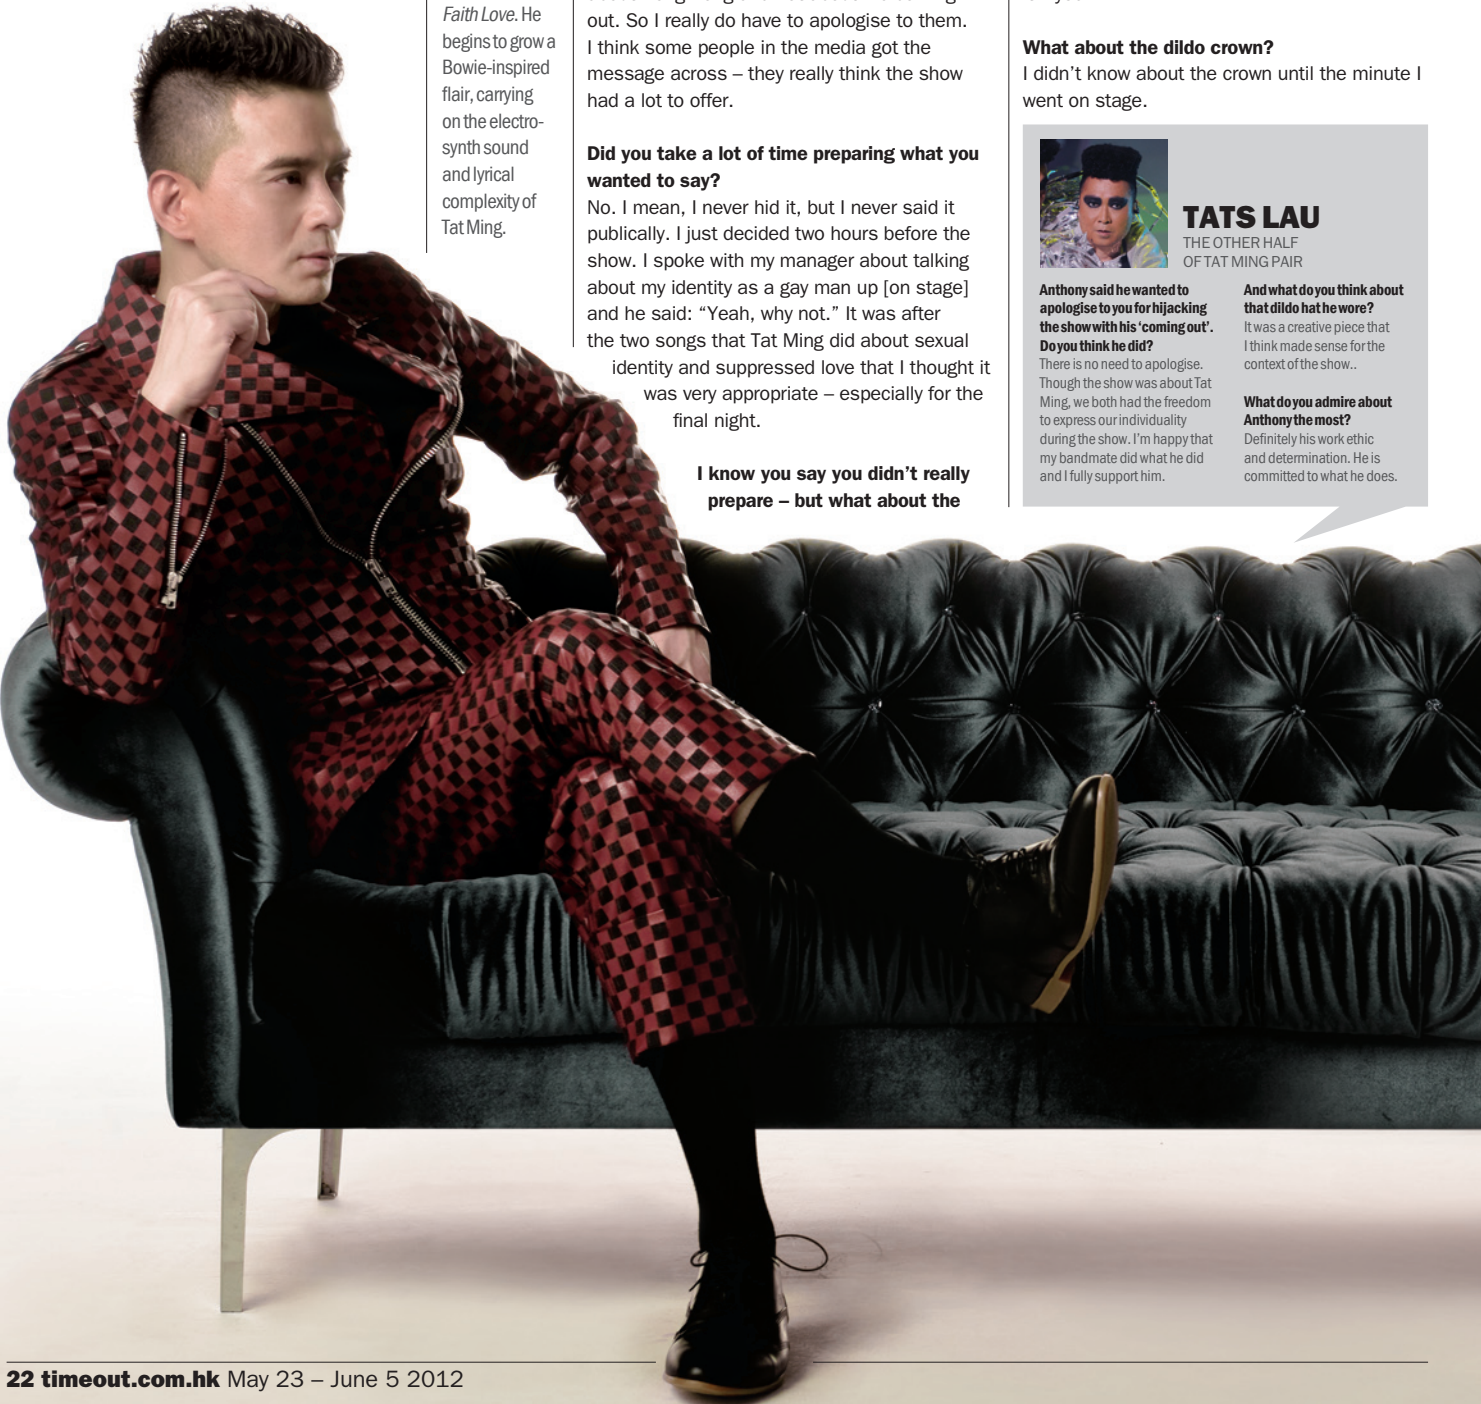 Faith Love. He
begins to grow a
Bowie-inspired
flair, carrying
on the electro-
synth sound
and lyrical
complexity of
Tat Ming.
out. So I really do have to apologise to them.
I think some people in the media got the
message across – they really think the show
had a lot to offer.
Did you take a lot of time preparing what you
wanted to say?
No. I mean, I never hid it, but I never said it
publically. I just decided two hours before the
show. I spoke with my manager about talking
about my identity as a gay man up [on stage]
and he said: “Yeah, why not.” It was after
the two songs that Tat Ming did about sexual
identity and suppressed love that I thought it
was very appropriate – especially for the
final night.
I know you say you didn’t really
prepare – but what about the
What about the dildo crown?
I didn’t know about the crown until the minute I
went on stage.
TATS LAU
THE OTHER HALF
OF TAT MING PAIR
Anthony said he wanted to
apologise to you for hijacking
the show with his ‘coming out’.
Do you think he did?
There is no need to apologise.
Though the show was about Tat
Ming, we both had the freedom
to express our individuality
during the show. I’m happy that
my bandmate did what he did
and I fully support him.
And what do you think about
that dildo hat he wore?
It was a creative piece that
I think made sense for the
context of the show..
What do you admire about
Anthony the most?
Definitely his work ethic
and determination. He is
committed to what he does.
22 timeout.com.hk May 23 – June 5 2012